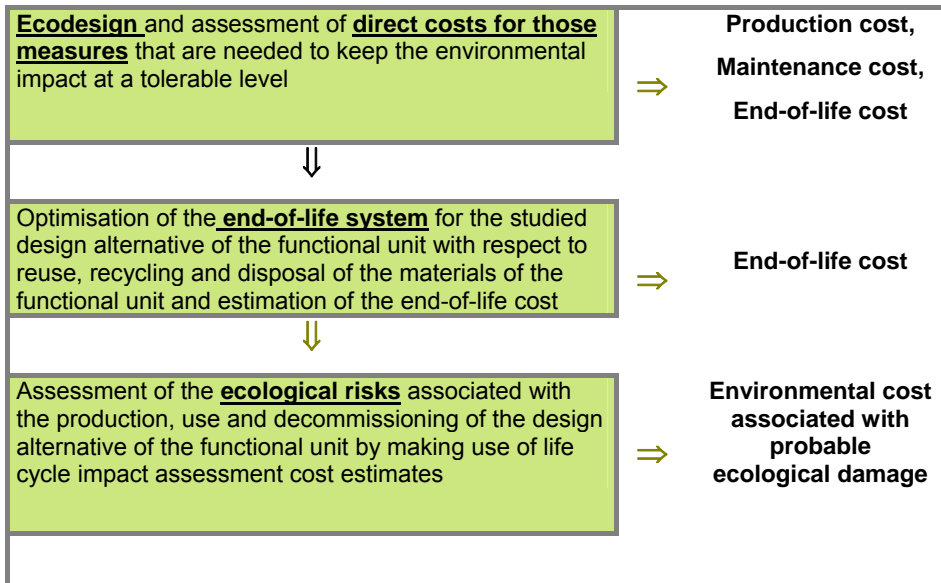 Ecodesign and assessment of direct costs for those
measures that are needed to keep the environmental
impact at a tolerable level
⇒
Production cost,
Maintenance cost,
End-of-life cost
⇓
Optimisation of the end-of-life system for the studied
design alternative of the functional unit with respect to
reuse, recycling and disposal of the materials of the
functional unit and estimation of the end-of-life cost
⇒
End-of-life cost
⇓
Assessment of the ecological risks associated with
the production, use and decommissioning of the design
alternative of the functional unit by making use of life
cycle impact assessment cost estimates
⇒
Environmental cost
associated with
probable
ecological damage